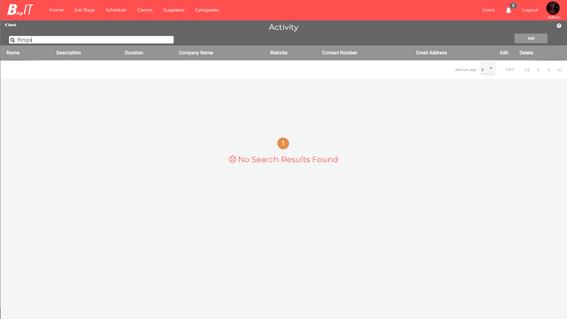 BagIT Home Job Bags Schedule Clients Suppliers Categories Users 3 Logout Admin
Back Activity
Bingo Add
Name Description Duration Company Name Website Contact Number Email Address Edit Delete
Items per page: 5 0 of 0
1
No Search Results Found